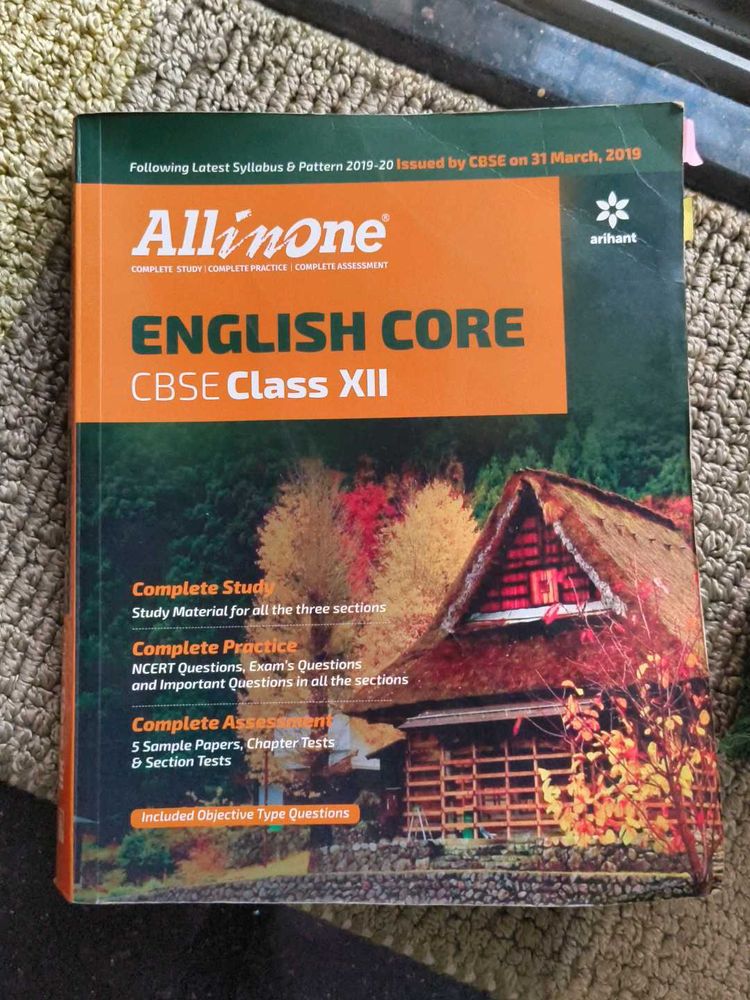 Following Latest Syllabus & Pattern 2019-20 Issued by CBSE on 31 March, 2019
All in One®
COMPLETE STUDY | COMPLETE PRACTICE | COMPLETE ASSESSMENT
arihant
ENGLISH CORE
CBSE Class XII
Complete Study
Study Material for all the three sections
Complete Practice
NCERT Questions, Exam's Questions
and Important Questions in all the sections
Complete Assessment
5 Sample Papers, Chapter Tests
& Section Tests
Included Objective Type Questions